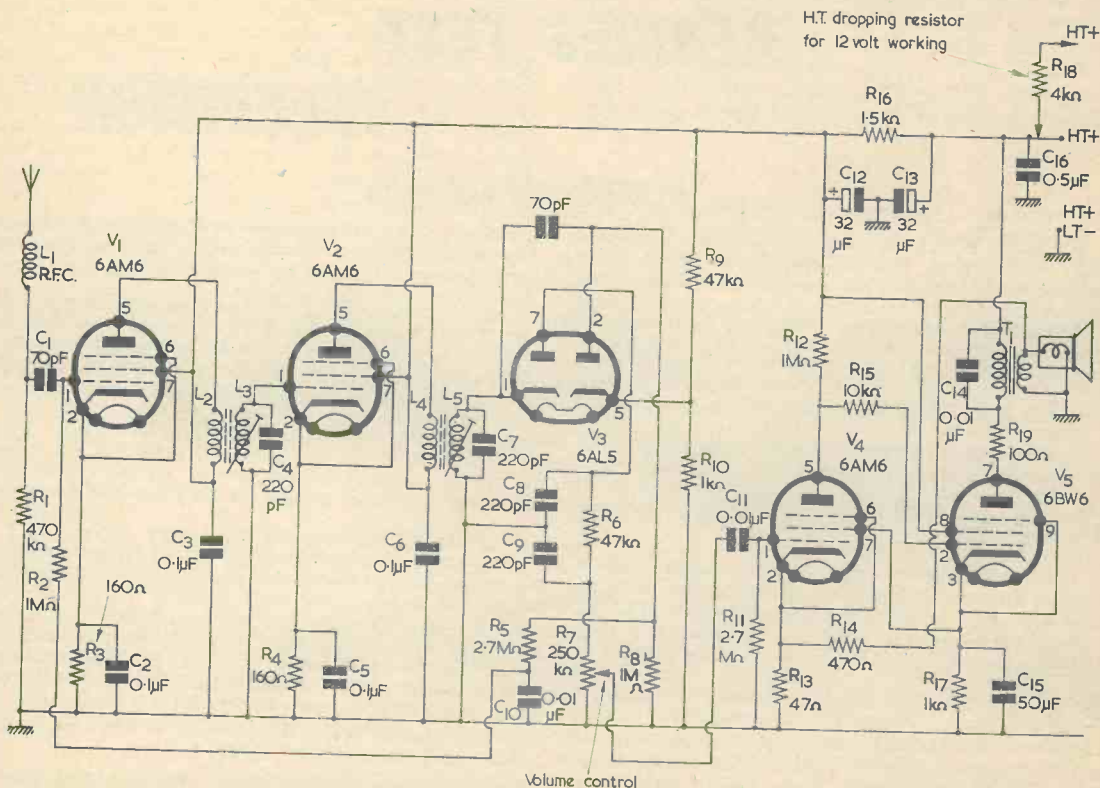 H.T. dropping resistor
for 12 volt working
HT+
R18
4kΩ
HT+
R16
1·5kΩ
C12
32
µF
C13
32
µF
C16
0·5µF
HT+
LT-
L1
R.F.C.
V1
6AM6
5
6
7
1
2
C1
70pF
R1
470
kΩ
R2
1MΩ
160Ω
R3
C2
0·1µF
L2
L3
C3
0·1µF
C4
220
pF
V2
6AM6
5
6
7
1
2
R4
160Ω
C5
0·1µF
L4
L5
C6
0·1µF
C7
220pF
70pF
7
2
1
5
V3
6AL5
C8
220pF
C9
220pF
R6
47kΩ
R5
2·7MΩ
R7
250
kΩ
R8
1M
Ω
C10
0·01
µF
Volume control
R9
47kΩ
R10
1kΩ
C11
0·01µF
R11
2·7
MΩ
R12
1MΩ
R15
10kΩ
V4
6AM6
5
6
7
1
2
R13
47Ω
R14
470Ω
C14
0·01
µF
T1
R19
100Ω
V5
6BW6
7
8
9
2
3
R17
1kΩ
C15
50µF